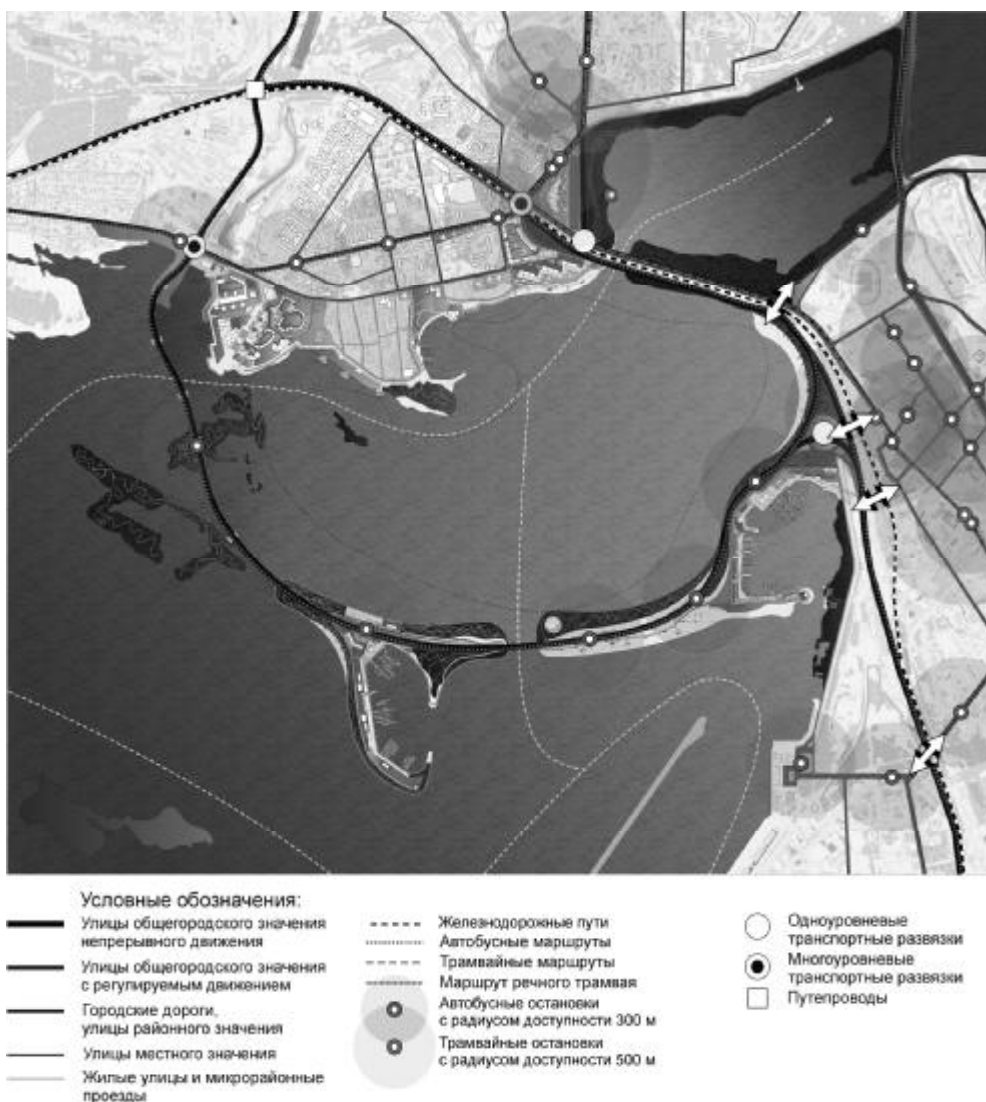 Условные обозначения:
Улицы общегородского значения
непрерывного движения
Улицы общегородского значения
с регулируемым движением
Городские дороги,
улицы районного значения
Улицы местного значения
Жилые улицы и микрорайонные
проезды
Железнодорожные пути
Автобусные маршруты
Трамвайные маршруты
Маршрут речного трамвая
Автобусные остановки
с радиусом доступности 300 м
Трамвайные остановки
с радиусом доступности 500 м
Одноуровневые
транспортные развязки
Многоуровневые
транспортные развязки
Путепроводы